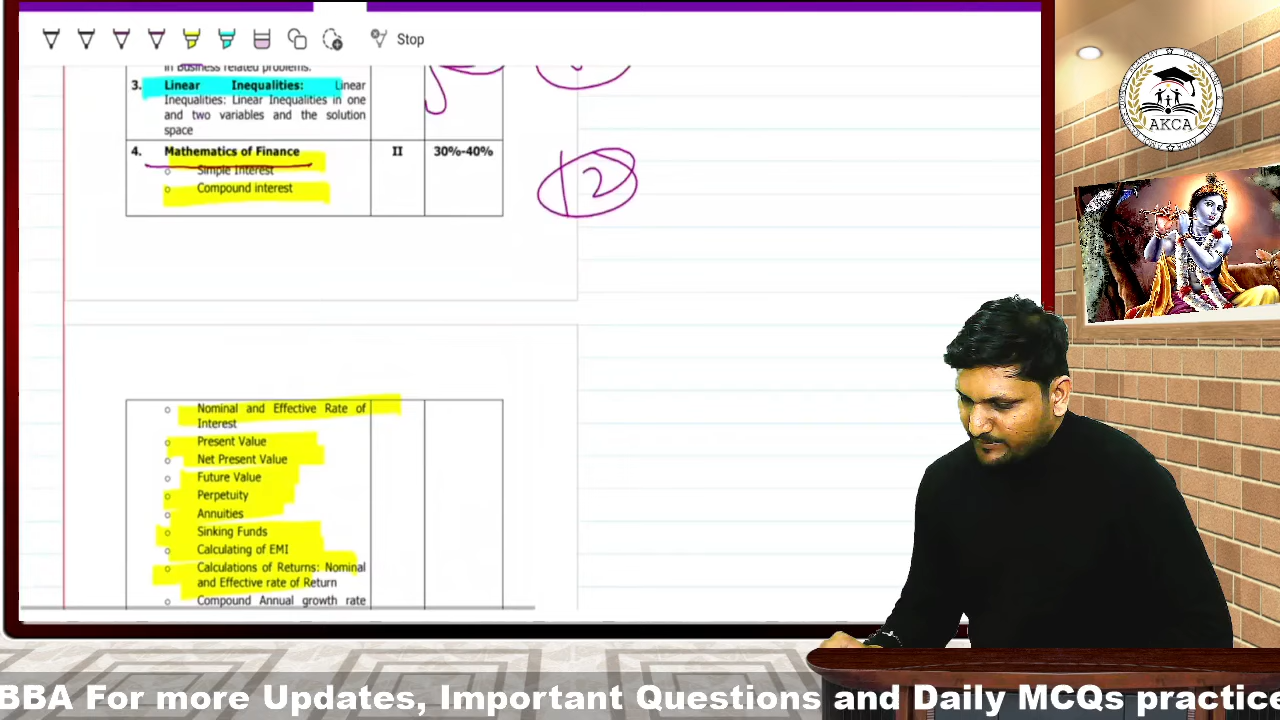 Stop
in Business related problems.
3. Linear Inequalities: Linear
Inequalities: Linear Inequalities in one
and two variables and the solution
space
4. Mathematics of Finance II 30%-40%
○ Simple Interest
○ Compound interest
12
○ Nominal and Effective Rate of
Interest
○ Present Value
○ Net Present Value
○ Future Value
○ Perpetuity
○ Annuities
○ Sinking Funds
○ Calculating of EMI
○ Calculations of Returns: Nominal
and Effective rate of Return
○ Compound Annual growth rate
AKCA
BBA For more Updates, Important Questions and Daily MCQs practice